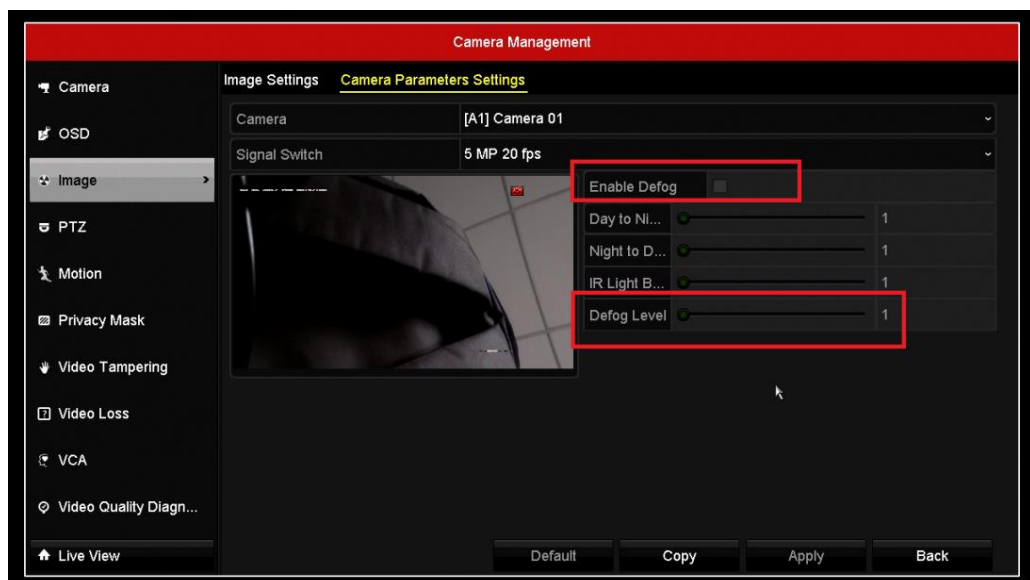 Camera Management
Camera
OSD
Image
PTZ
Motion
Privacy Mask
Video Tampering
Video Loss
VCA
Video Quality Diagn...
Live View
Image Settings Camera Parameters Settings
Camera [A1] Camera 01
Signal Switch 5 MP 20 fps
Enable Defog
Day to Ni... 1
Night to D... 1
IR Light B... 1
Defog Level 1
Default Copy Apply Back